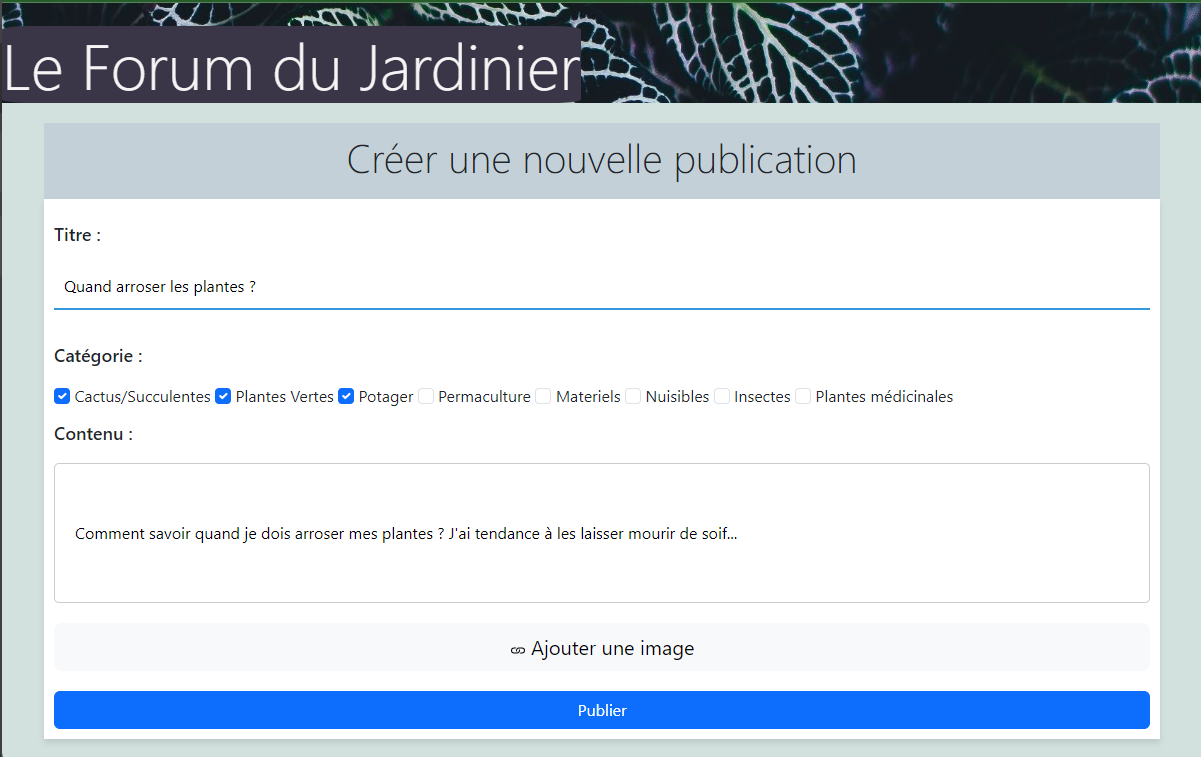 Le Forum du Jardinier
Créer une nouvelle publication
Titre :
Quand arroser les plantes ?
Catégorie :
Cactus/Succulentes Plantes Vertes Potager Permaculture Materiels Nuisibles Insectes Plantes médicinales
Contenu :
Comment savoir quand je dois arroser mes plantes ? J'ai tendance à les laisser mourir de soif...
Ajouter une image
Publier